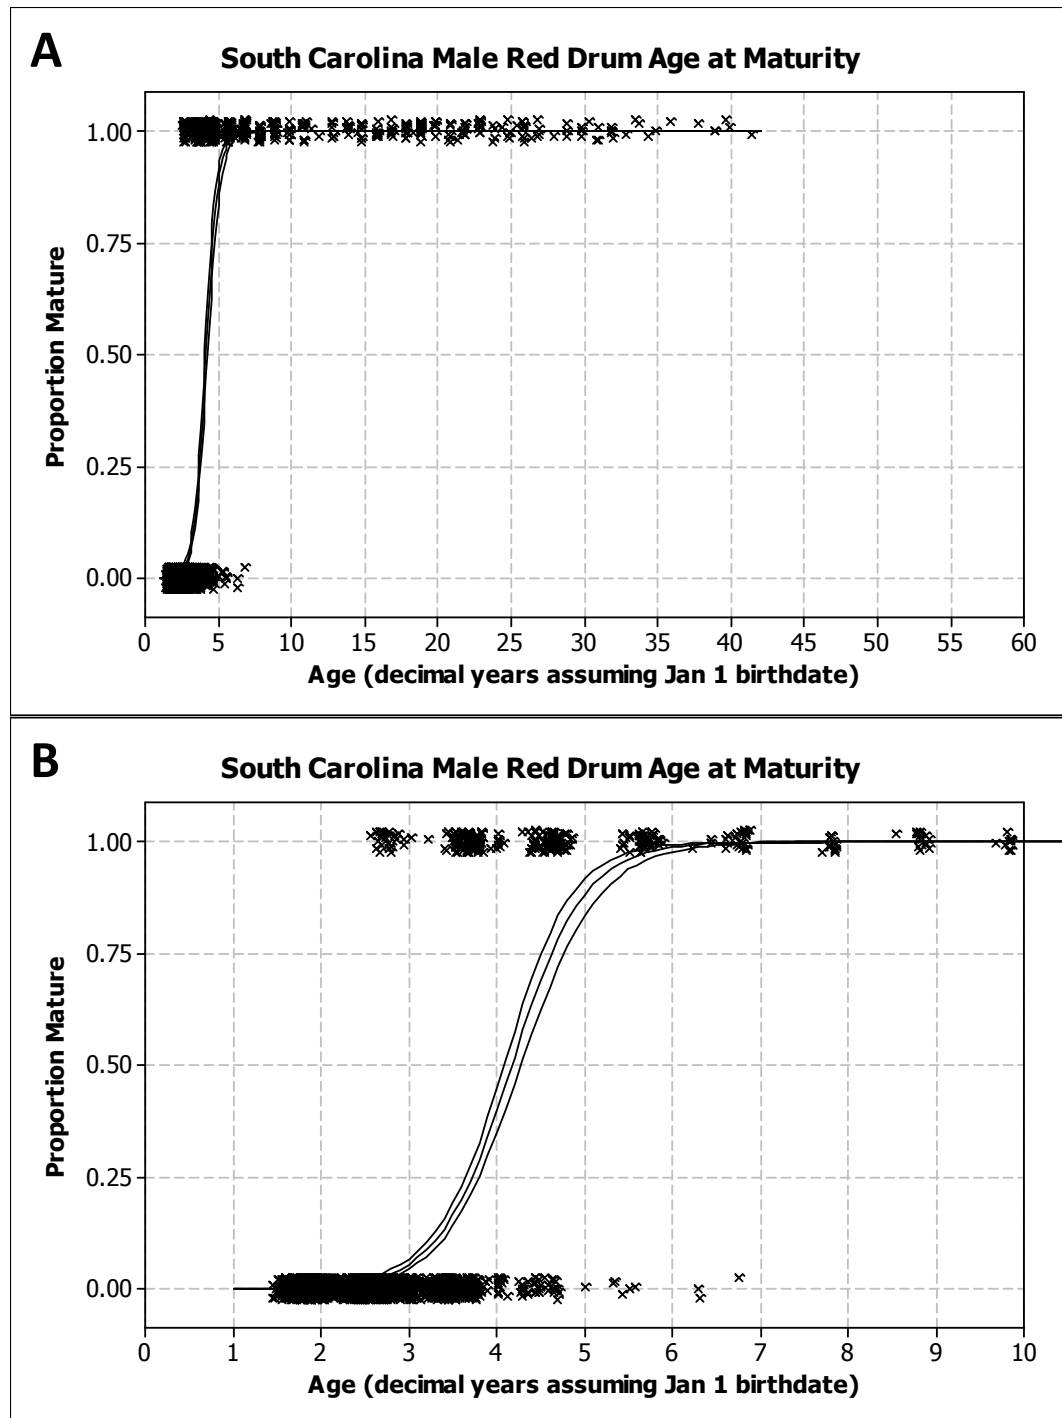 A
South Carolina Male Red Drum Age at Maturity
1.00
0.75
0.50
0.25
0.00
Proportion Mature
0 5 10 15 20 25 30 35 40 45 50 55 60
Age (decimal years assuming Jan 1 birthdate)
B
South Carolina Male Red Drum Age at Maturity
1.00
0.75
0.50
0.25
0.00
Proportion Mature
0 1 2 3 4 5 6 7 8 9 10
Age (decimal years assuming Jan 1 birthdate)